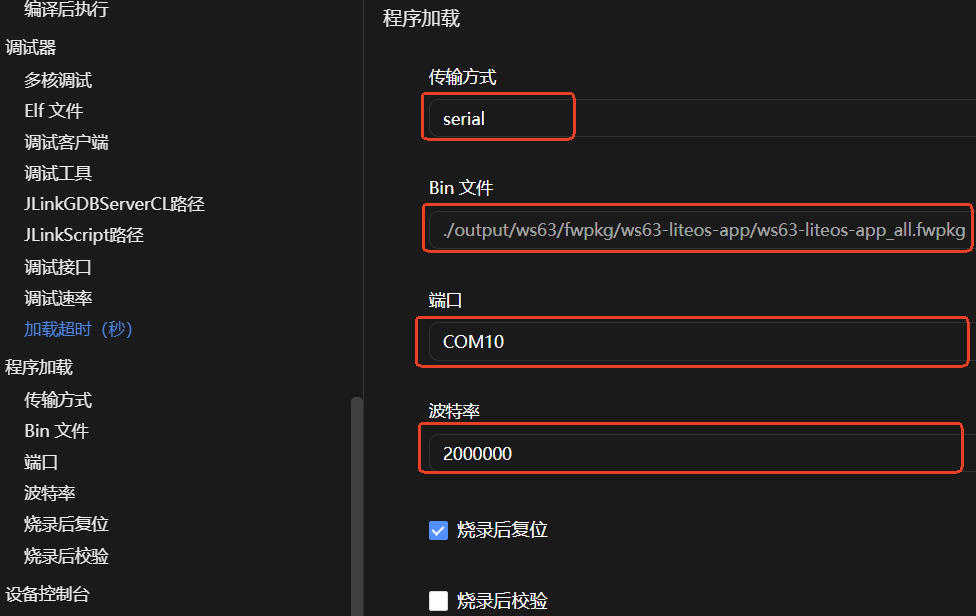 编译后执行
调试器
多核调试
Elf 文件
调试客户端
调试工具
JLinkGDBServerCL路径
JLinkScript路径
调试接口
调试速率
加载超时（秒）
程序加载
传输方式
Bin 文件
端口
波特率
烧录后复位
烧录后校验
设备控制台
程序加载
传输方式
serial
Bin 文件
./output/ws63/fwpkg/ws63-liteos-app/ws63-liteos-app_all.fwpkg
端口
COM10
波特率
2000000
烧录后复位
烧录后校验